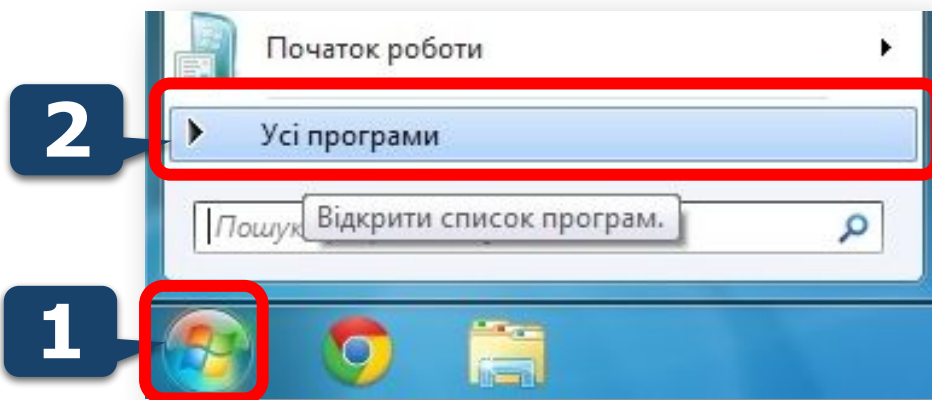 Початок роботи
2
Усі програми
Пошук
Відкрити список програм.
1